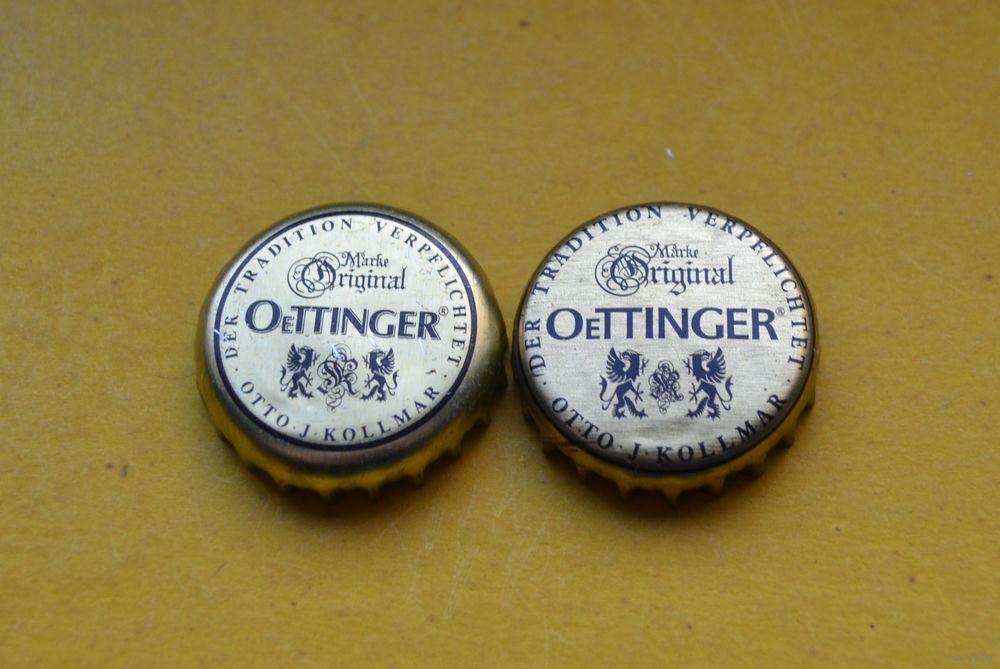 DER TRADITION VERPFLICHTET
Marke
Original
OETTINGER®
OTTO · J KOLLMAR
DER TRADITION VERPFLICHTET
Marke
Original
OETTINGER®
OTTO · J · KOLLMAR